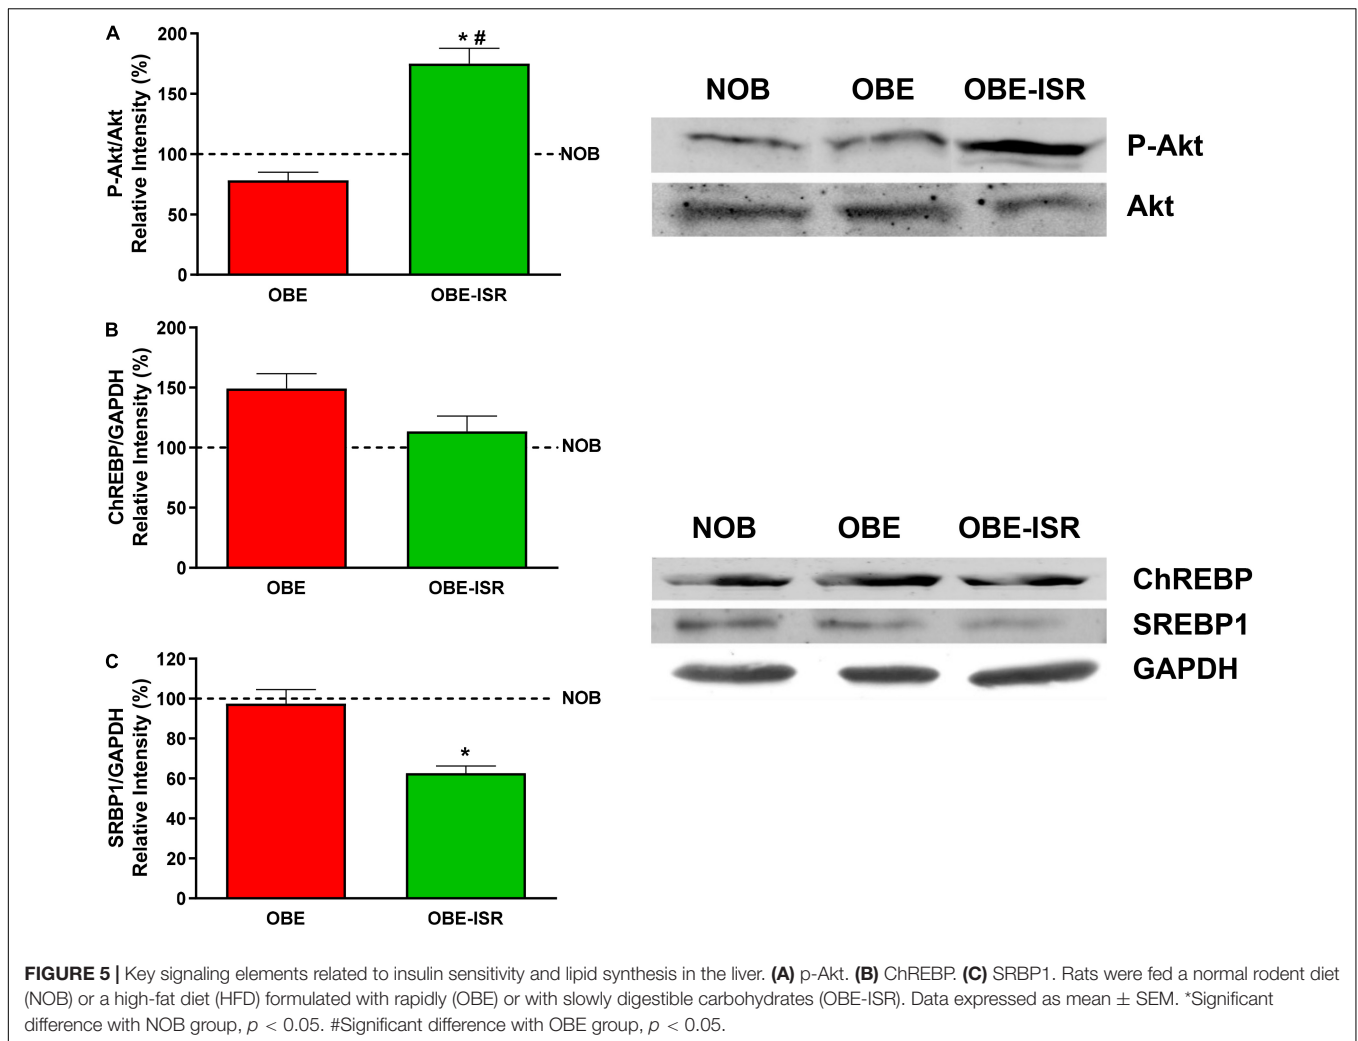 A
P-Akt/Akt
Relative Intensity (%)
200
150
100
50
0
* #
NOB
OBE
OBE-ISR
NOB OBE OBE-ISR
P-Akt
Akt
B
ChREBP/GAPDH
Relative Intensity (%)
200
150
100
50
0
NOB
OBE
OBE-ISR
NOB OBE OBE-ISR
ChREBP
SREBP1
GAPDH
C
SRBP1/GAPDH
Relative Intensity (%)
120
100
80
60
40
20
0
*
NOB
OBE
OBE-ISR
FIGURE 5 | Key signaling elements related to insulin sensitivity and lipid synthesis in the liver. (A) p-Akt. (B) ChREBP. (C) SRBP1. Rats were fed a normal rodent diet
(NOB) or a high-fat diet (HFD) formulated with rapidly (OBE) or with slowly digestible carbohydrates (OBE-ISR). Data expressed as mean ± SEM. *Significant
difference with NOB group, p < 0.05. #Significant difference with OBE group, p < 0.05.